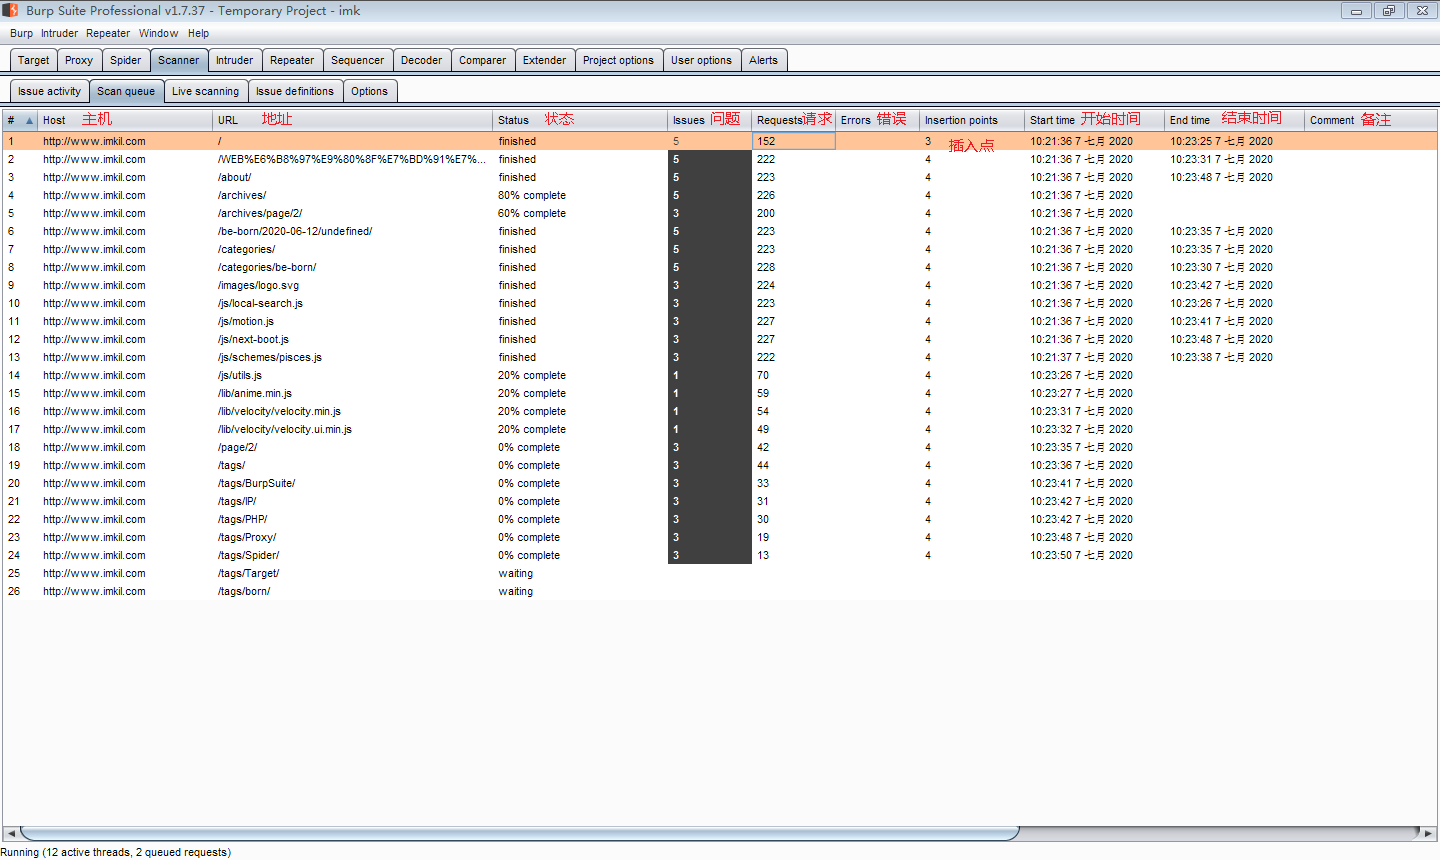 Burp Suite Professional v1.7.37 - Temporary Project - imk
Burp Intruder Repeater Window Help
Target Proxy Spider Scanner Intruder Repeater Sequencer Decoder Comparer Extender Project options User options Alerts
Issue activity Scan queue Live scanning Issue definitions Options
# Host 主机 URL 地址 Status 状态 Issues 问题 Requests 请求 Errors 错误 Insertion points Start time 开始时间 End time 结束时间 Comment 备注
1 http://www.imkil.com / finished 5 152 3 插入点 10:21:36 7 七月 2020 10:23:25 7 七月 2020
2 http://www.imkil.com /WEB%E6%B8%97%E9%80%8F%E7%BD%91%E7%... finished 5 222 4 10:21:36 7 七月 2020 10:23:31 7 七月 2020
3 http://www.imkil.com /about/ finished 5 223 4 10:21:36 7 七月 2020 10:23:48 7 七月 2020
4 http://www.imkil.com /archives/ 80% complete 5 226 4 10:21:36 7 七月 2020
5 http://www.imkil.com /archives/page/2/ 60% complete 3 200 4 10:21:36 7 七月 2020
6 http://www.imkil.com /be-born/2020-06-12/undefined/ finished 5 223 4 10:21:36 7 七月 2020 10:23:35 7 七月 2020
7 http://www.imkil.com /categories/ finished 5 223 4 10:21:36 7 七月 2020 10:23:35 7 七月 2020
8 http://www.imkil.com /categories/be-born/ finished 5 228 4 10:21:36 7 七月 2020 10:23:30 7 七月 2020
9 http://www.imkil.com /images/logo.svg finished 3 224 4 10:21:36 7 七月 2020 10:23:42 7 七月 2020
10 http://www.imkil.com /js/local-search.js finished 3 223 4 10:21:36 7 七月 2020 10:23:26 7 七月 2020
11 http://www.imkil.com /js/motion.js finished 3 227 4 10:21:36 7 七月 2020 10:23:41 7 七月 2020
12 http://www.imkil.com /js/next-boot.js finished 3 227 4 10:21:36 7 七月 2020 10:23:48 7 七月 2020
13 http://www.imkil.com /js/schemes/pisces.js finished 3 222 4 10:21:37 7 七月 2020 10:23:38 7 七月 2020
14 http://www.imkil.com /js/utils.js 20% complete 1 70 4 10:23:26 7 七月 2020
15 http://www.imkil.com /lib/anime.min.js 20% complete 1 59 4 10:23:27 7 七月 2020
16 http://www.imkil.com /lib/velocity/velocity.min.js 20% complete 1 54 4 10:23:31 7 七月 2020
17 http://www.imkil.com /lib/velocity/velocity.ui.min.js 20% complete 1 49 4 10:23:32 7 七月 2020
18 http://www.imkil.com /page/2/ 0% complete 3 42 4 10:23:35 7 七月 2020
19 http://www.imkil.com /tags/ 0% complete 3 44 4 10:23:36 7 七月 2020
20 http://www.imkil.com /tags/BurpSuite/ 0% complete 3 33 4 10:23:41 7 七月 2020
21 http://www.imkil.com /tags/IP/ 0% complete 3 31 4 10:23:42 7 七月 2020
22 http://www.imkil.com /tags/PHP/ 0% complete 3 30 4 10:23:42 7 七月 2020
23 http://www.imkil.com /tags/Proxy/ 0% complete 3 19 4 10:23:48 7 七月 2020
24 http://www.imkil.com /tags/Spider/ 0% complete 3 13 4 10:23:50 7 七月 2020
25 http://www.imkil.com /tags/Target/ waiting
26 http://www.imkil.com /tags/born/ waiting
Running (12 active threads, 2 queued requests)